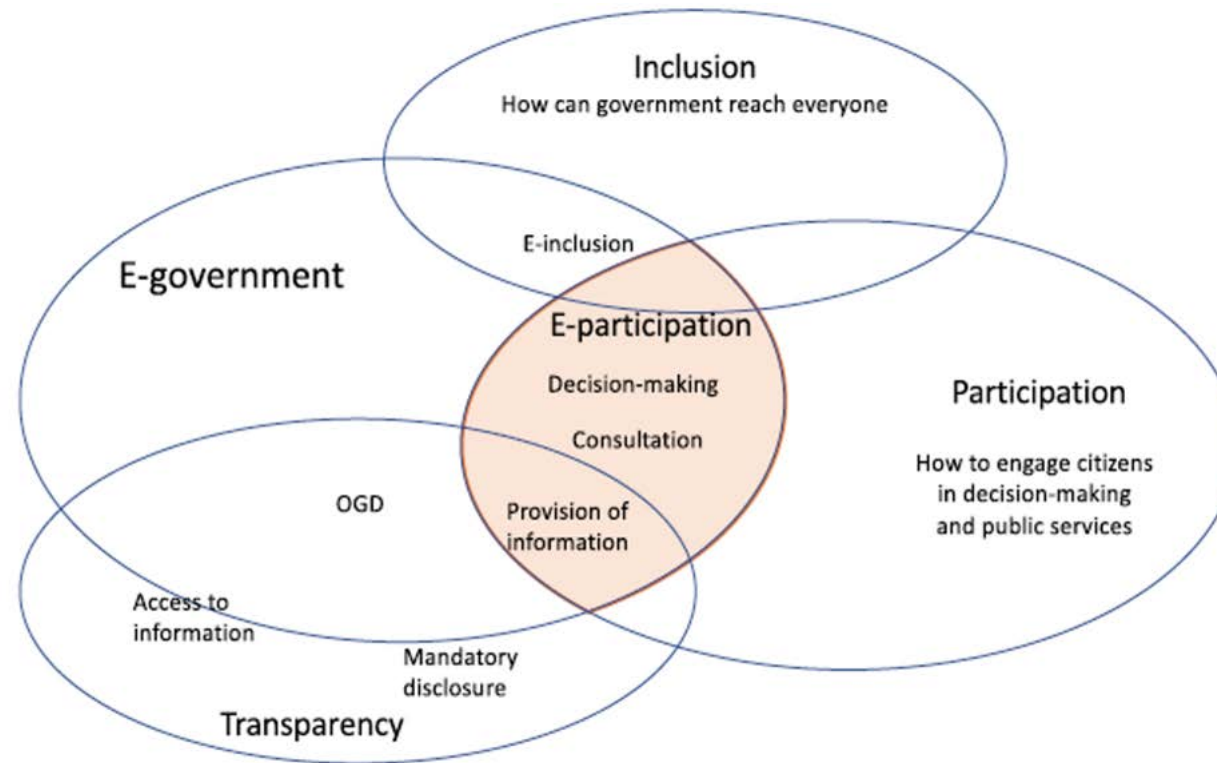 Inclusion
How can government reach everyone
E-inclusion
E-government
E-participation
Decision-making
Consultation
Participation
How to engage citizens
in decision-making
and public services
OGD
Provision of
information
Access to
information
Mandatory
disclosure
Transparency